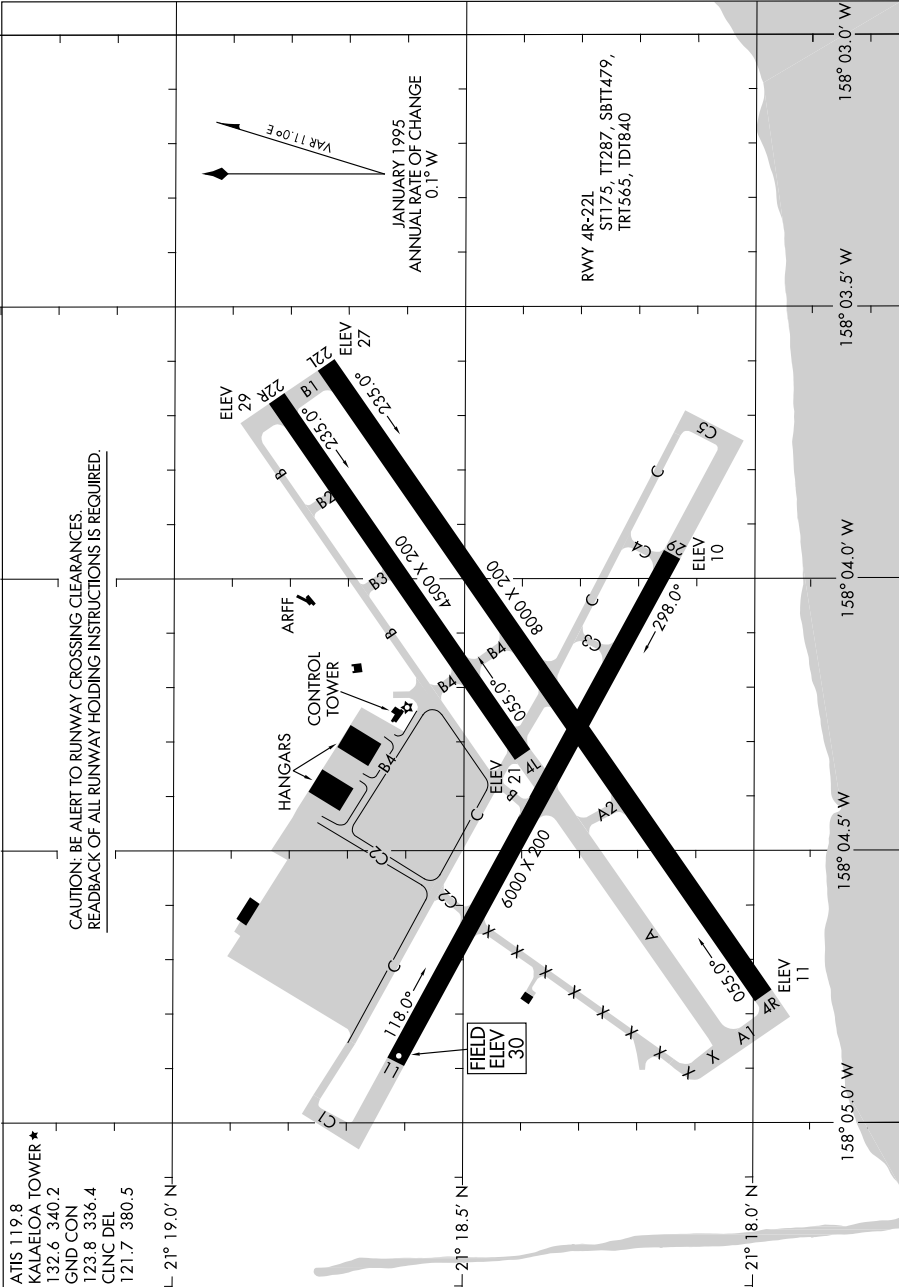 ATIS 119.8
KALAELOA TOWER★
132.6 340.2
GND CON
123.8 336.4
CLNC DEL
121.7 380.5
CAUTION: BE ALERT TO RUNWAY CROSSING CLEARANCES.
READBACK OF ALL RUNWAY HOLDING INSTRUCTIONS IS REQUIRED.
VAR 11.0° E
JANUARY 1995
ANNUAL RATE OF CHANGE
0.1° W
RWY 4R-22L
ST175, TT287, SBTT479,
TRT565, TDT840
HANGARS
CONTROL
TOWER
ARFF
ELEV
29
22R
B1
22L
ELEV
27
235.0°
235.0°
B
B2
B3
B
B4
B4
B4
4500 X 200
8000 X 200
055.0°
ELEV
21
4L
B
C
C2
C2
C
C1
11
118.0°
FIELD
ELEV
30
6000 X 200
A2
A
A1
055.0°
4R
ELEV
11
X
X
X
X
X
X
X
X
X
C3
C
C4
C
C5
29
ELEV
10
298.0°
21° 19.0' N
21° 18.5' N
21° 18.0' N
158° 05.0' W
158° 04.5' W
158° 04.0' W
158° 03.5' W
158° 03.0' W